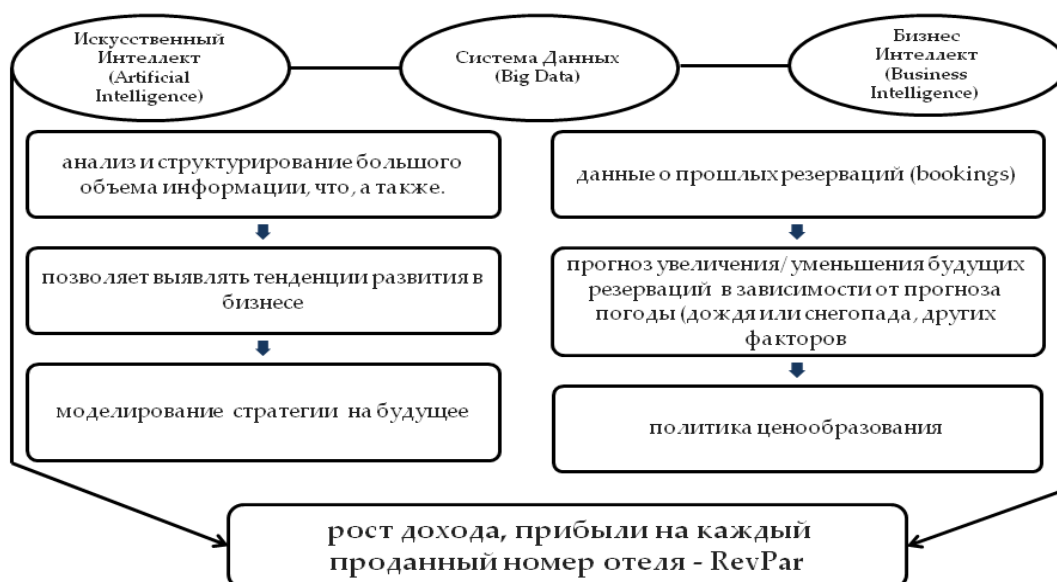 Искусственный
Интеллект
(Artificial
Intelligence)
Система Данных
(Big Data)
Бизнес
Интеллект
(Business
Intelligence)
анализ и структурирование большого
объема информации, что, а также.
позволяет выявлять тенденции развития в
бизнесе
моделирование стратегии на будущее
данные о прошлых резерваций (bookings)
прогноз увеличения/ уменьшения будущих
резерваций в зависимости от прогноза
погоды (дождя или снегопада, других
факторов
политика ценообразования
рост дохода, прибыли на каждый
проданный номер отеля - RevPar